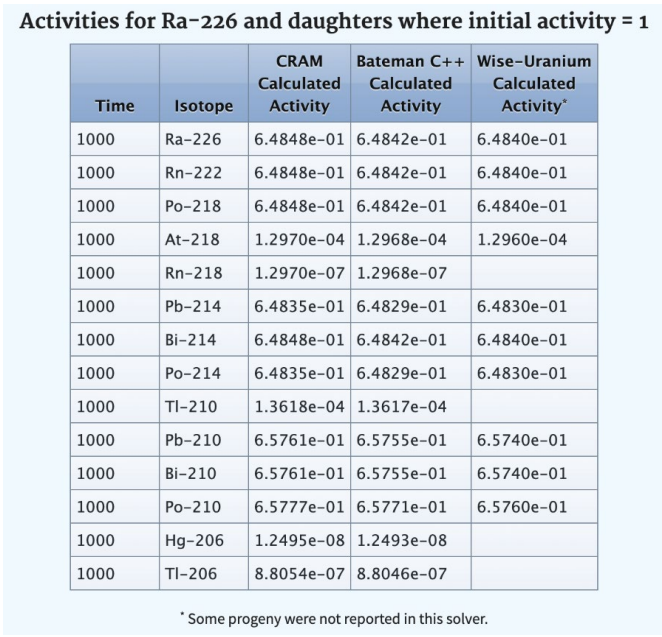 Activities for Ra-226 and daughters where initial activity = 1
Time Isotope CRAM Calculated Activity Bateman C++ Calculated Activity Wise-Uranium Calculated Activity*
1000 Ra-226 6.4848e-01 6.4842e-01 6.4840e-01
1000 Rn-222 6.4848e-01 6.4842e-01 6.4840e-01
1000 Po-218 6.4848e-01 6.4842e-01 6.4840e-01
1000 At-218 1.2970e-04 1.2968e-04 1.2960e-04
1000 Rn-218 1.2970e-07 1.2968e-07
1000 Pb-214 6.4835e-01 6.4829e-01 6.4830e-01
1000 Bi-214 6.4848e-01 6.4842e-01 6.4840e-01
1000 Po-214 6.4835e-01 6.4829e-01 6.4830e-01
1000 Tl-210 1.3618e-04 1.3617e-04
1000 Pb-210 6.5761e-01 6.5755e-01 6.5740e-01
1000 Bi-210 6.5761e-01 6.5755e-01 6.5740e-01
1000 Po-210 6.5777e-01 6.5771e-01 6.5760e-01
1000 Hg-206 1.2495e-08 1.2493e-08
1000 Tl-206 8.8054e-07 8.8046e-07
* Some progeny were not reported in this solver.